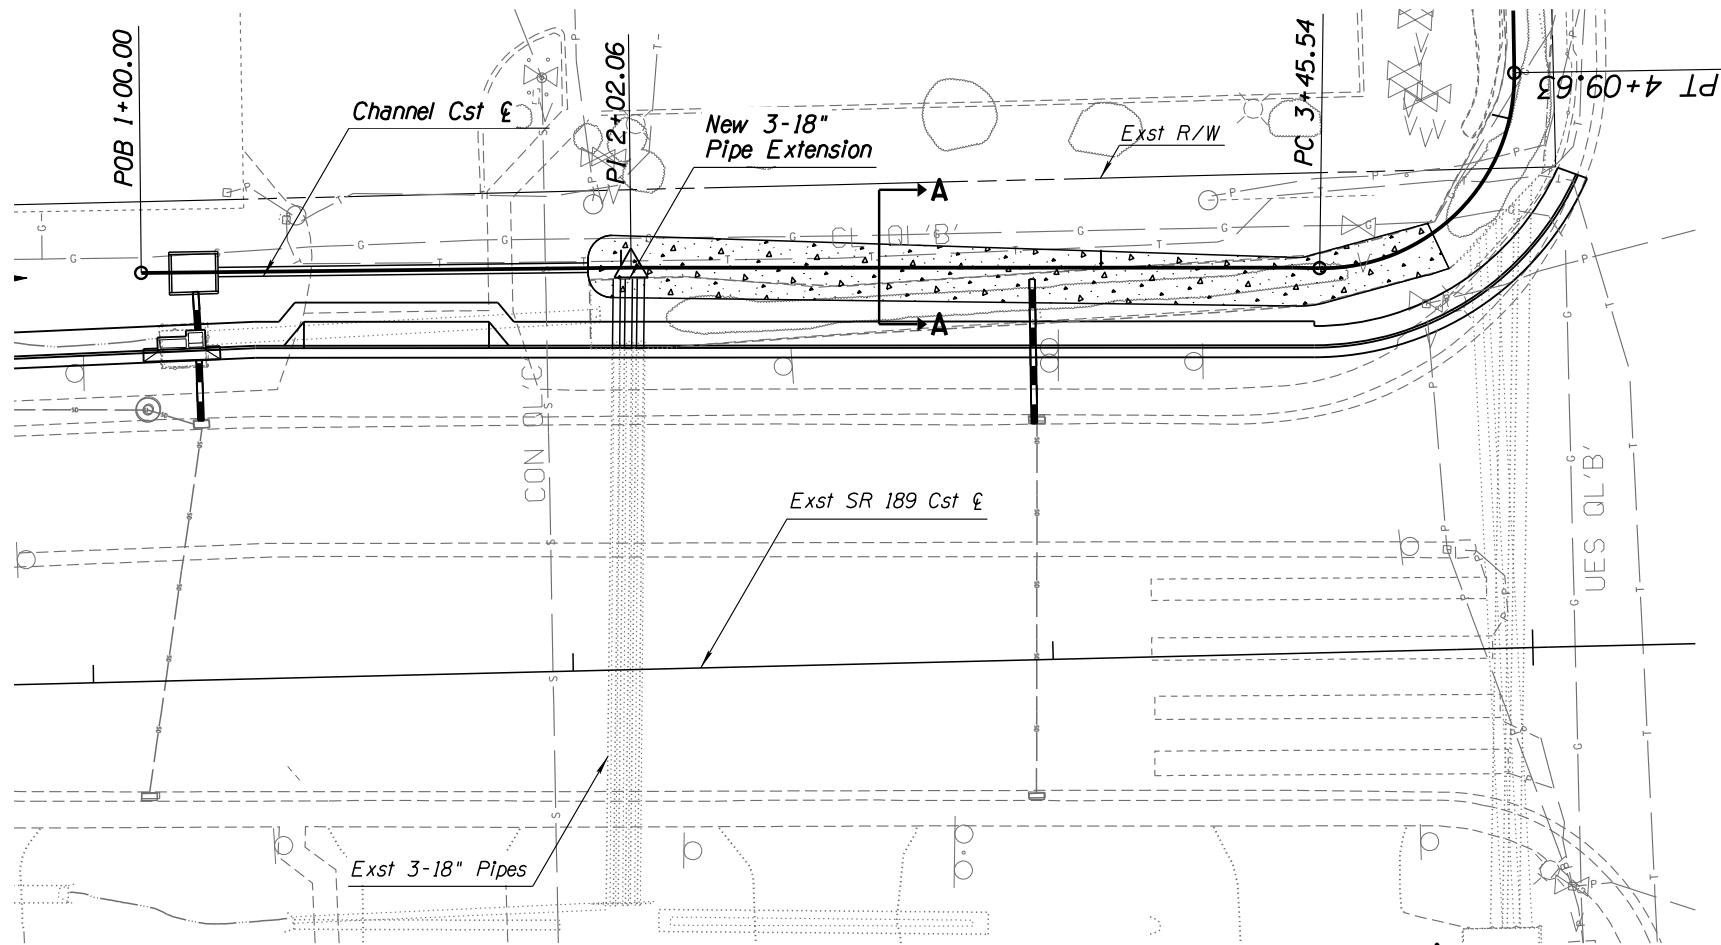 POB 1+00.00
Channel Cst ℄
PI 2+02.06
New 3-18"
Pipe Extension
Exst R/W
PC 3+45.54
PT 4+09.63
A
CL QL'B'
A
CON QL'C'
Exst SR 189 Cst ℄
UES QL'B'
Exst 3-18" Pipes